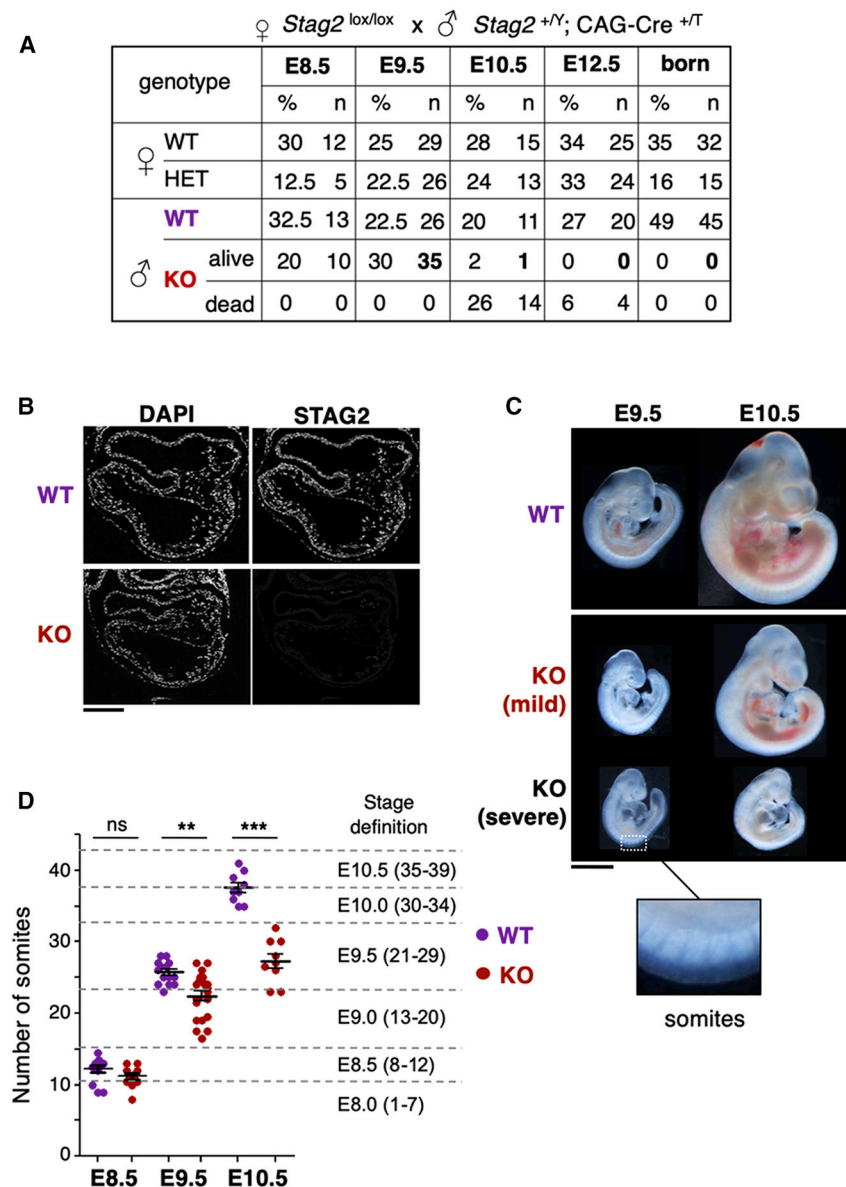 A
♀ Stag2 lox/lox x ♂ Stag2 +/Y; CAG-Cre +/T
genotype E8.5 E9.5 E10.5 E12.5 born
% n % n % n % n % n
♀ WT 30 12 25 29 28 15 34 25 35 32
HET 12.5 5 22.5 26 24 13 33 24 16 15
♂ WT 32.5 13 22.5 26 20 11 27 20 49 45
KO alive 20 10 30 35 2 1 0 0 0 0
dead 0 0 0 0 26 14 6 4 0 0
B
DAPI STAG2
WT
KO
C
E9.5 E10.5
WT
KO
(mild)
KO
(severe)
somites
D
ns ** *** Stage
definition
Number of somites
40
30
20
10
0
E10.5 (35-39)
E10.0 (30-34)
E9.5 (21-29)
E9.0 (13-20)
E8.5 (8-12)
E8.0 (1-7)
WT
KO
E8.5 E9.5 E10.5